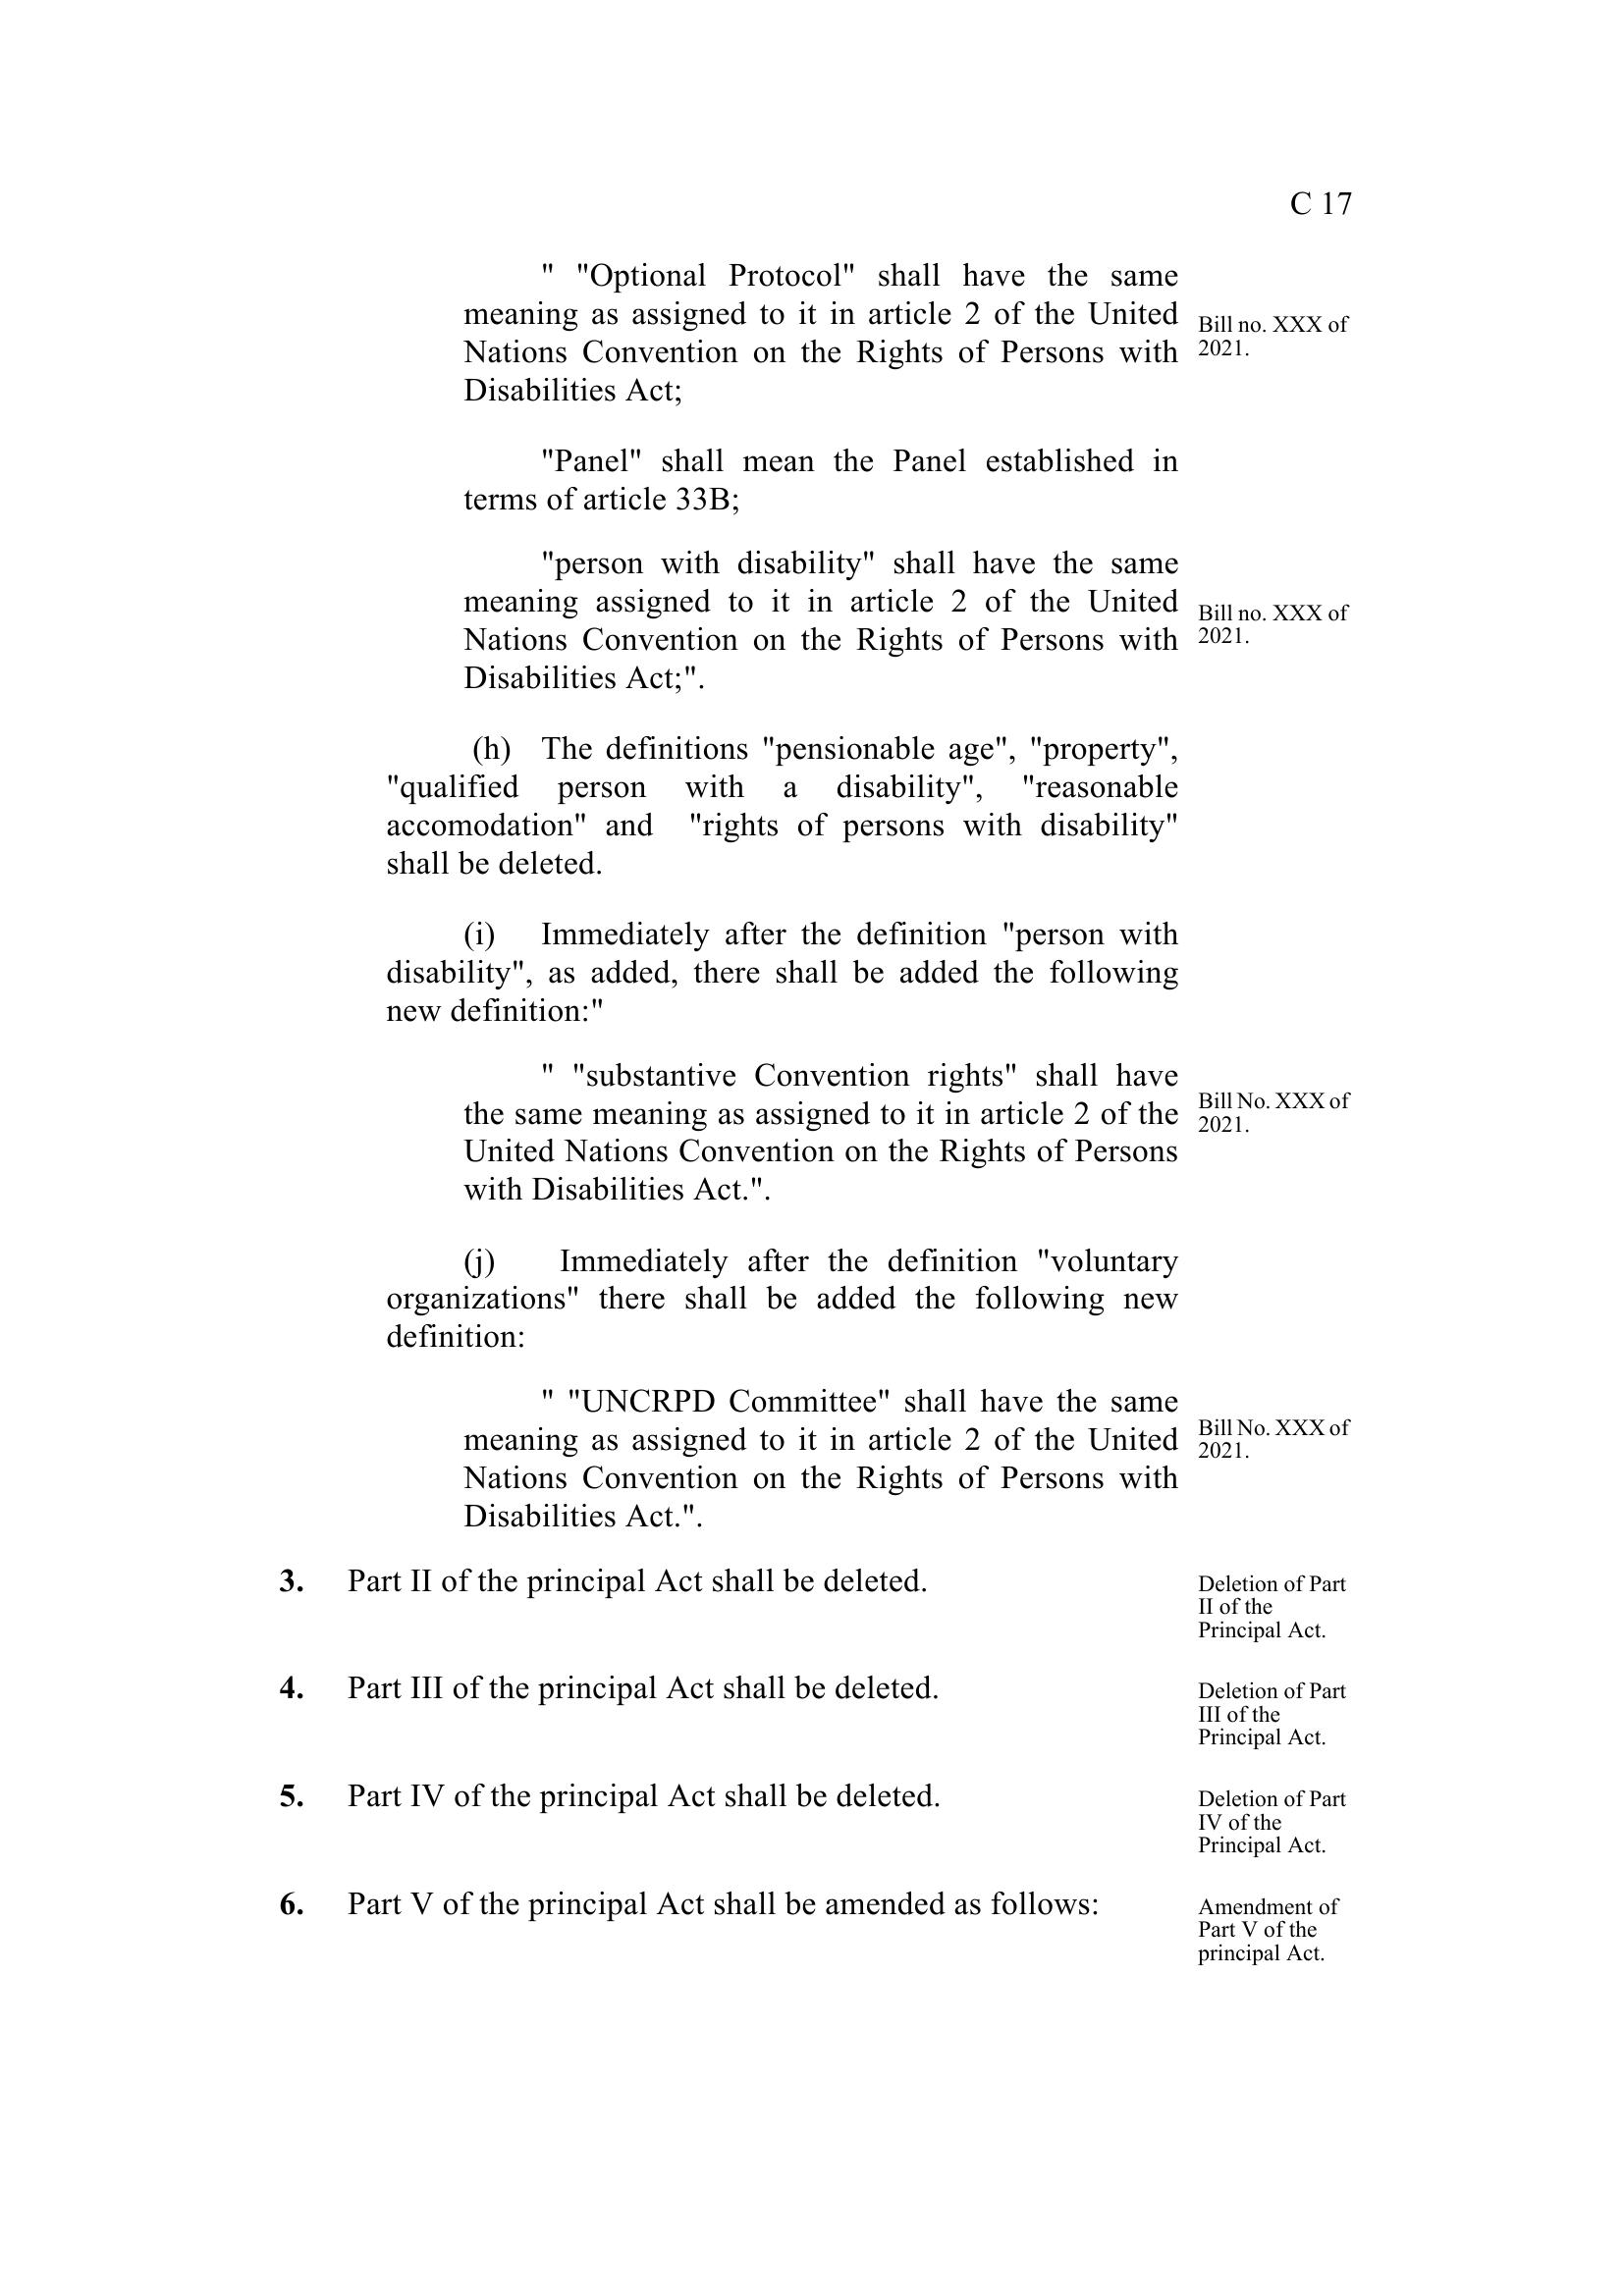 C 17
" "Optional Protocol" shall have the same
meaning as assigned to it in article 2 of the United
Nations Convention on the Rights of Persons with
Disabilities Act;
Bill no. XXX of
2021.
"Panel" shall mean the Panel established in
terms of article 33B;
"person with disability" shall have the same
meaning assigned to it in article 2 of the United
Nations Convention on the Rights of Persons with
Disabilities Act;".
Bill no. XXX of
2021.
(h) The definitions "pensionable age", "property",
"qualified person with a disability", "reasonable
accomodation" and "rights of persons with disability"
shall be deleted.
(i) Immediately after the definition "person with
disability", as added, there shall be added the following
new definition:"
" "substantive Convention rights" shall have
the same meaning as assigned to it in article 2 of the
United Nations Convention on the Rights of Persons
with Disabilities Act.".
Bill No. XXX of
2021.
(j) Immediately after the definition "voluntary
organizations" there shall be added the following new
definition:
" "UNCRPD Committee" shall have the same
meaning as assigned to it in article 2 of the United
Nations Convention on the Rights of Persons with
Disabilities Act.".
Bill No. XXX of
2021.
3. Part II of the principal Act shall be deleted.
Deletion of Part
II of the
Principal Act.
4. Part III of the principal Act shall be deleted.
Deletion of Part
III of the
Principal Act.
5. Part IV of the principal Act shall be deleted.
Deletion of Part
IV of the
Principal Act.
6. Part V of the principal Act shall be amended as follows:
Amendment of
Part V of the
principal Act.